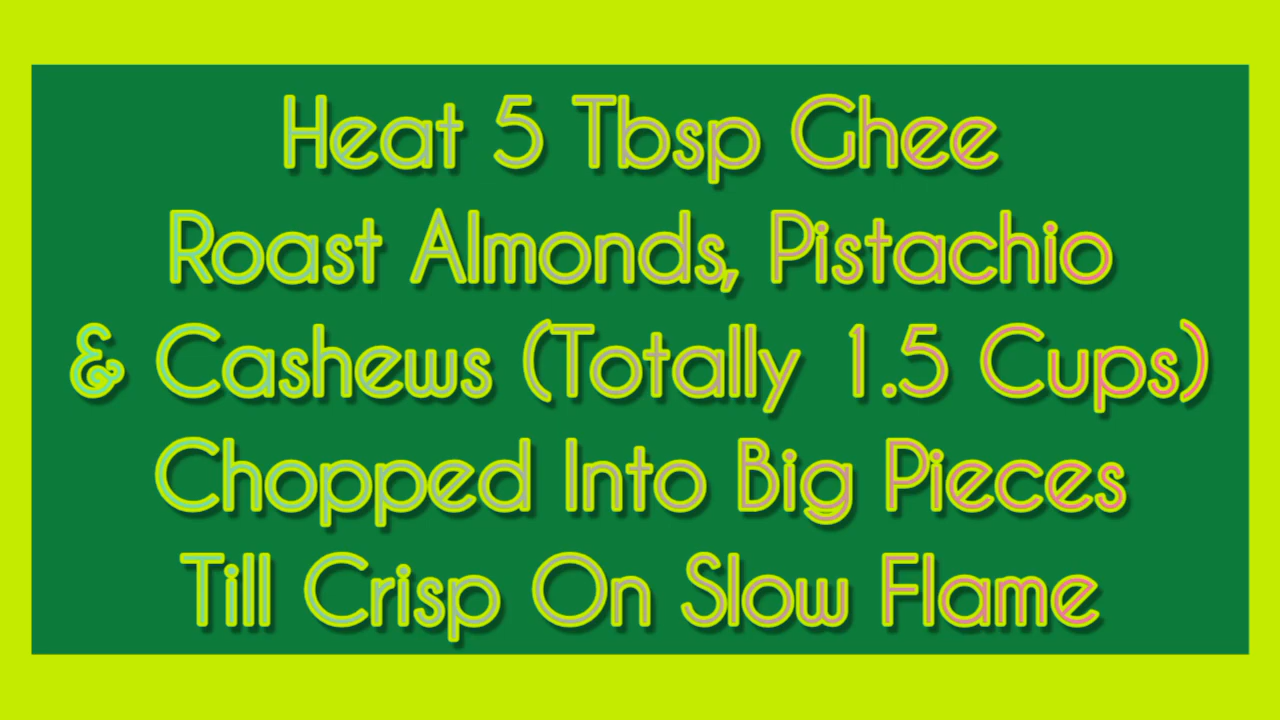 Heat 5 Tbsp Ghee
Roast Almonds, Pistachio
& Cashews (Totally 1.5 Cups)
Chopped Into Big Pieces
Till Crisp On Slow Flame